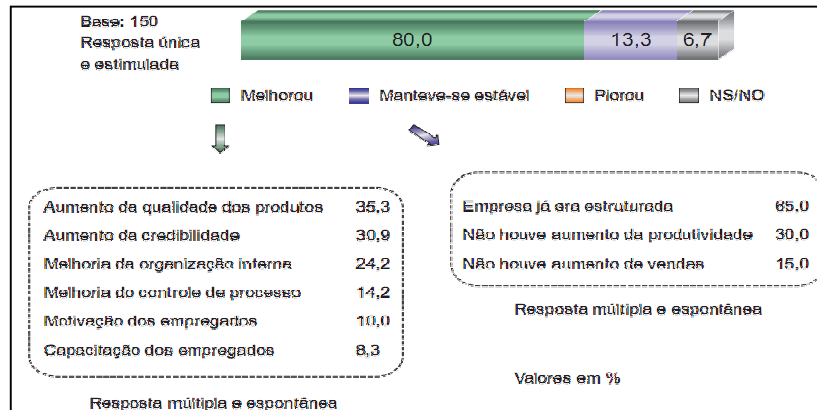 Base: 150
Resposta única
e estimulada
80,0 13,3 6,7
Melhorou Manteve-se estável Piorou NS/NO
Aumento da qualidade dos produtos 35,3
Aumento da credibilidade 30,9
Melhoria da organização interna 24,2
Melhoria do controle de processo 14,2
Motivação dos empregados 10,0
Capacitação dos empregados 8,3
Resposta múltipla e espontânea
Empresa já era estruturada 65,0
Não houve aumento da produtividade 30,0
Não houve aumento de vendas 15,0
Resposta múltipla e espontânea
Valores em %